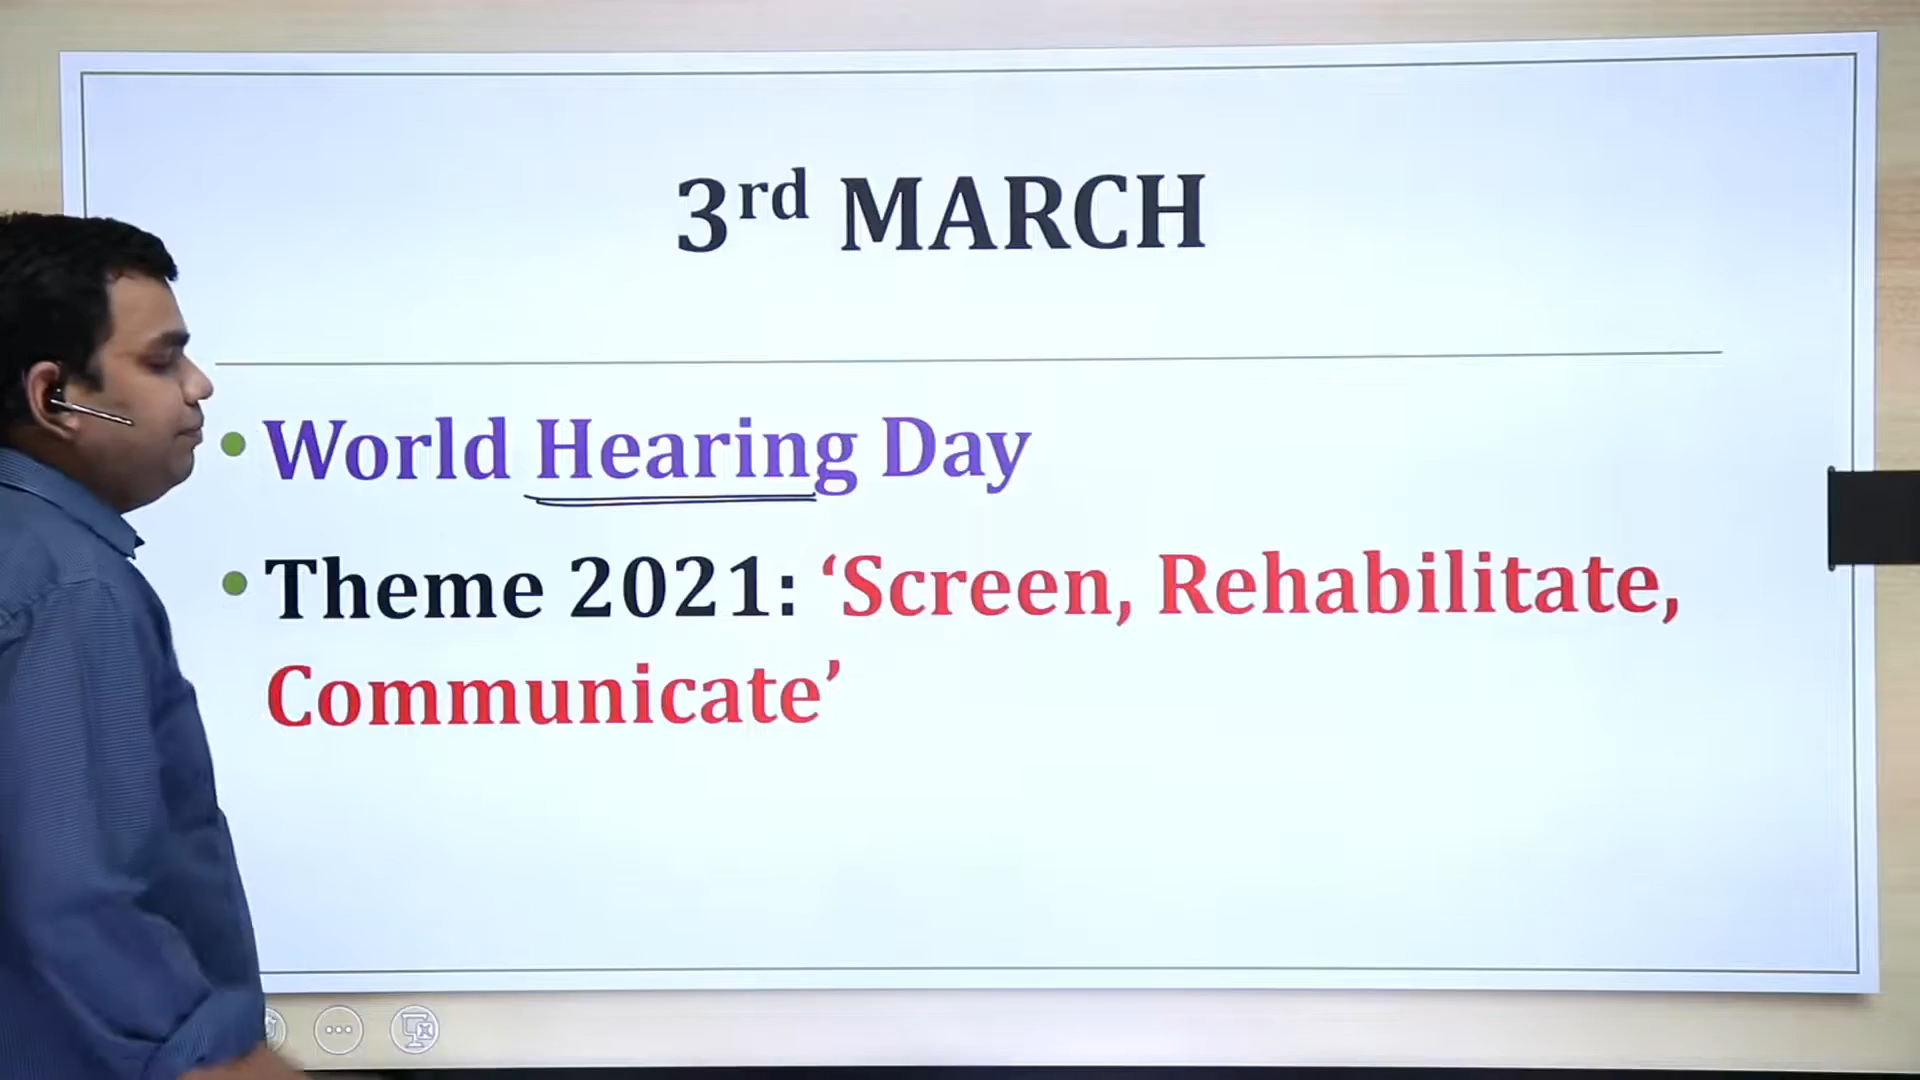 3rd MARCH
• World Hearing Day
• Theme 2021: ‘Screen, Rehabilitate,
Communicate’